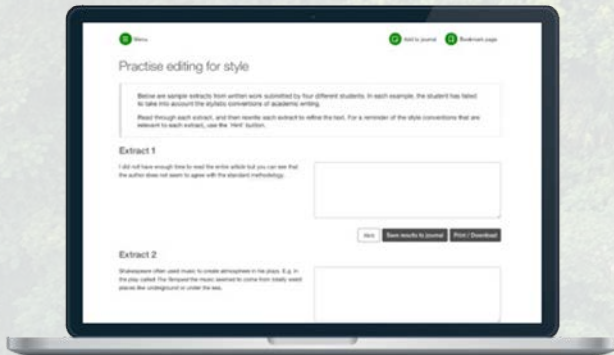 Menu
Add to journal
Bookmark page
Practise editing for style
Below are sample extracts from written work submitted by four different students. In each example, the student has failed
to take into account the stylistic conventions of academic writing.
Read through each extract, and then rewrite each extract to refine the text. For a reminder of the style conventions that are
relevant to each extract, use the 'Hint' button.
Extract 1
I did not have enough time to read the entire article but you can see that
the author does not seem to agree with the standard methodology.
Hint
Save results to journal
Print / Download
Extract 2
Shakespeare often used music to create atmosphere in his plays. E.g. in
the play called The Tempest the music seemed to come from totally weird
places like underground or under the sea.